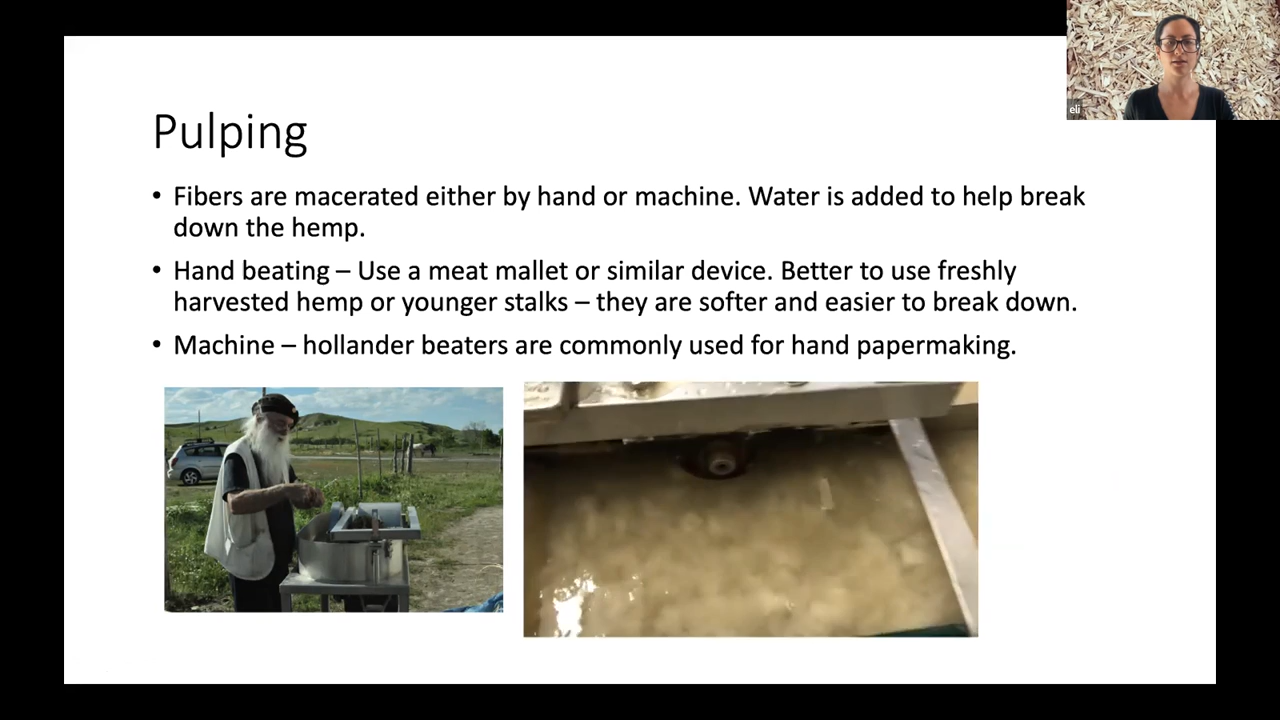 eli
Pulping
• Fibers are macerated either by hand or machine. Water is added to help break
down the hemp.
• Hand beating – Use a meat mallet or similar device. Better to use freshly
harvested hemp or younger stalks – they are softer and easier to break down.
• Machine – hollander beaters are commonly used for hand papermaking.